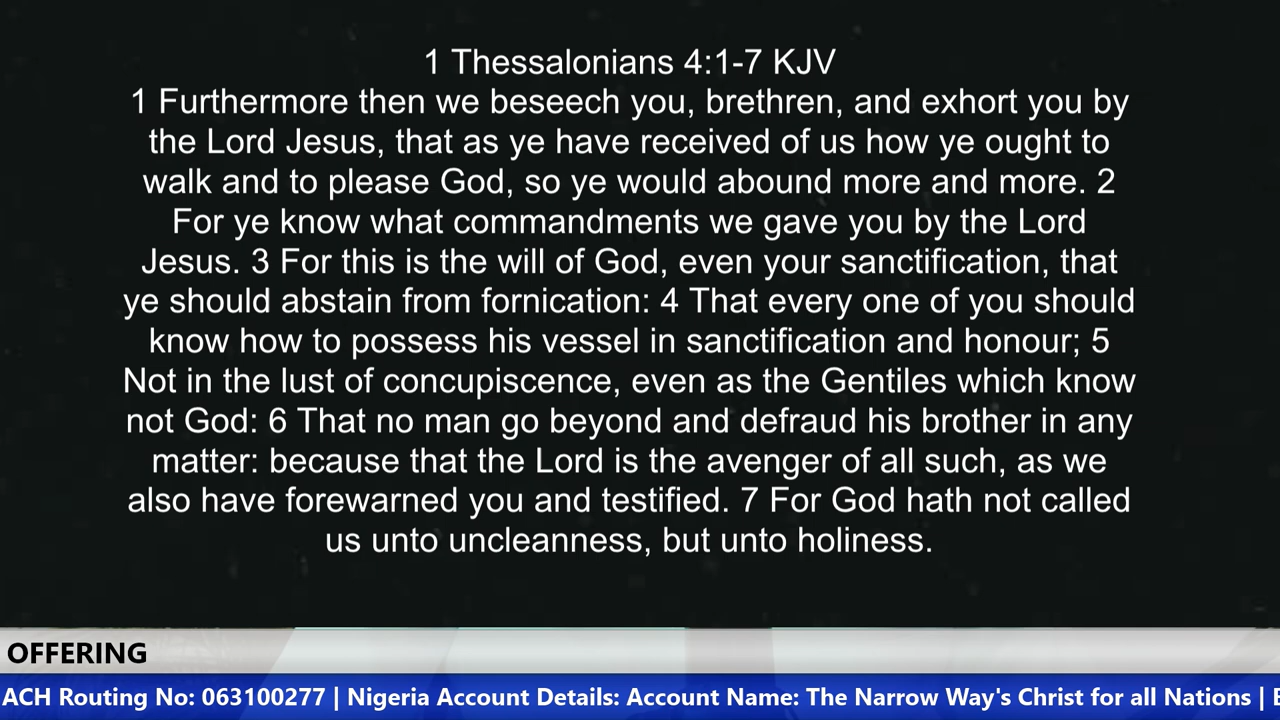 1 Thessalonians 4:1-7 KJV
1 Furthermore then we beseech you, brethren, and exhort you by
the Lord Jesus, that as ye have received of us how ye ought to
walk and to please God, so ye would abound more and more. 2
For ye know what commandments we gave you by the Lord
Jesus. 3 For this is the will of God, even your sanctification, that
ye should abstain from fornication: 4 That every one of you should
know how to possess his vessel in sanctification and honour; 5
Not in the lust of concupiscence, even as the Gentiles which know
not God: 6 That no man go beyond and defraud his brother in any
matter: because that the Lord is the avenger of all such, as we
also have forewarned you and testified. 7 For God hath not called
us unto uncleanness, but unto holiness.
OFFERING
ACH Routing No: 063100277 | Nigeria Account Details: Account Name: The Narrow Way's Christ for all Nations |